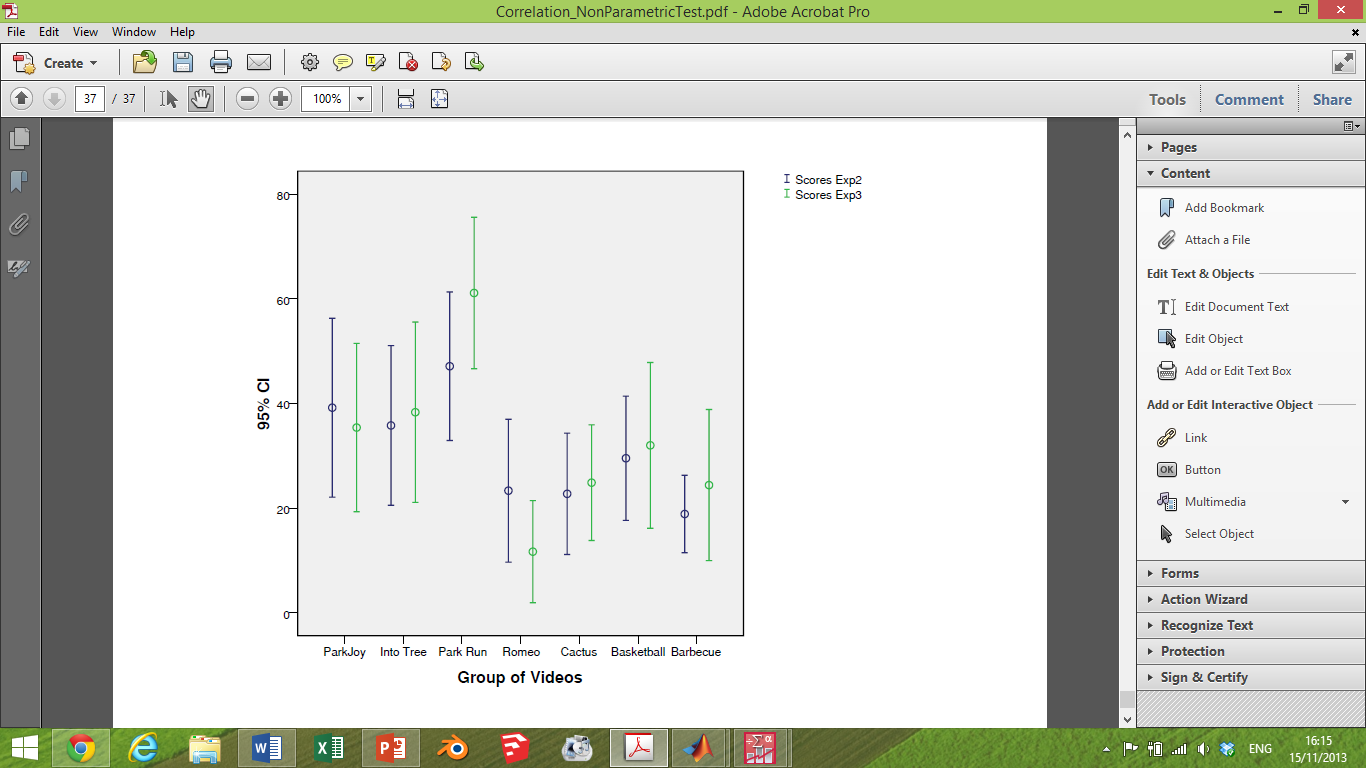 Correlation_NonParametricTest.pdf - Adobe Acrobat Pro
File Edit View Window Help
Create
37 / 37 100% Tools Comment Share
Pages
Content
Add Bookmark
Attach a File
Edit Text & Objects
Edit Document Text
Edit Object
Add or Edit Text Box
Add or Edit Interactive Object
Link
OK Button
Multimedia
Select Object
Forms
Action Wizard
Recognize Text
Protection
Sign & Certify
Scores Exp2
Scores Exp3
80
60
40
20
0
95% CI
ParkJoy Into Tree Park Run Romeo Cactus Basketball Barbecue
Group of Videos
ENG
16:15
15/11/2013